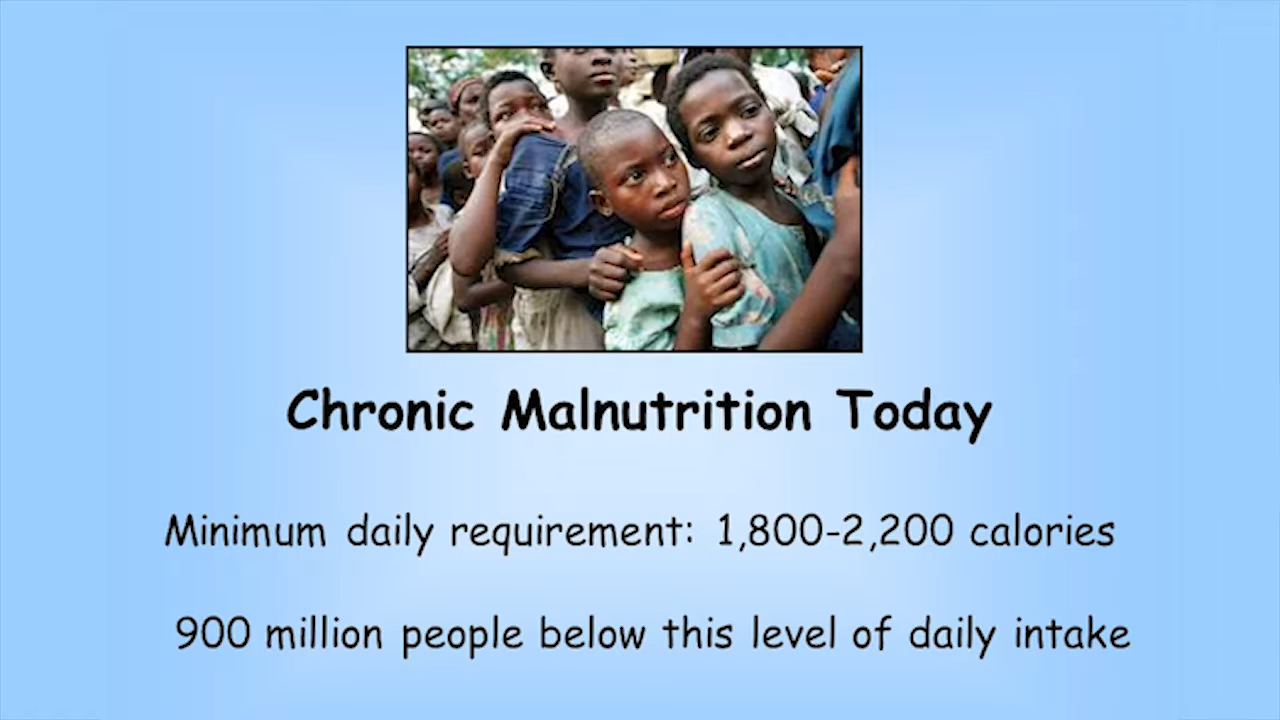 Chronic Malnutrition Today
Minimum daily requirement: 1,800-2,200 calories
900 million people below this level of daily intake